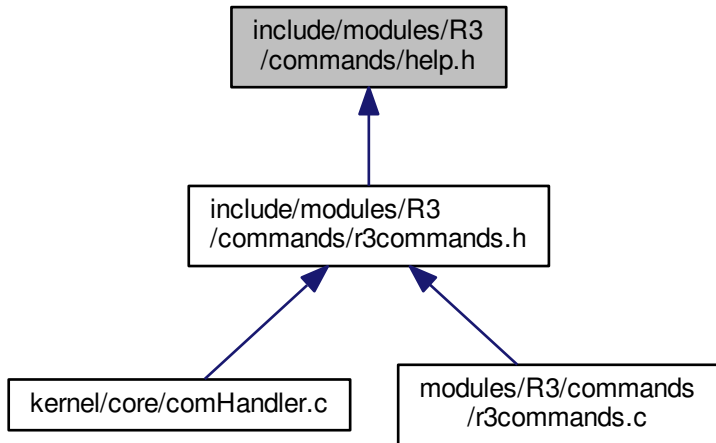 include/modules/R3
/commands/help.h
include/modules/R3
/commands/r3commands.h
kernel/core/comHandler.c
modules/R3/commands
/r3commands.c